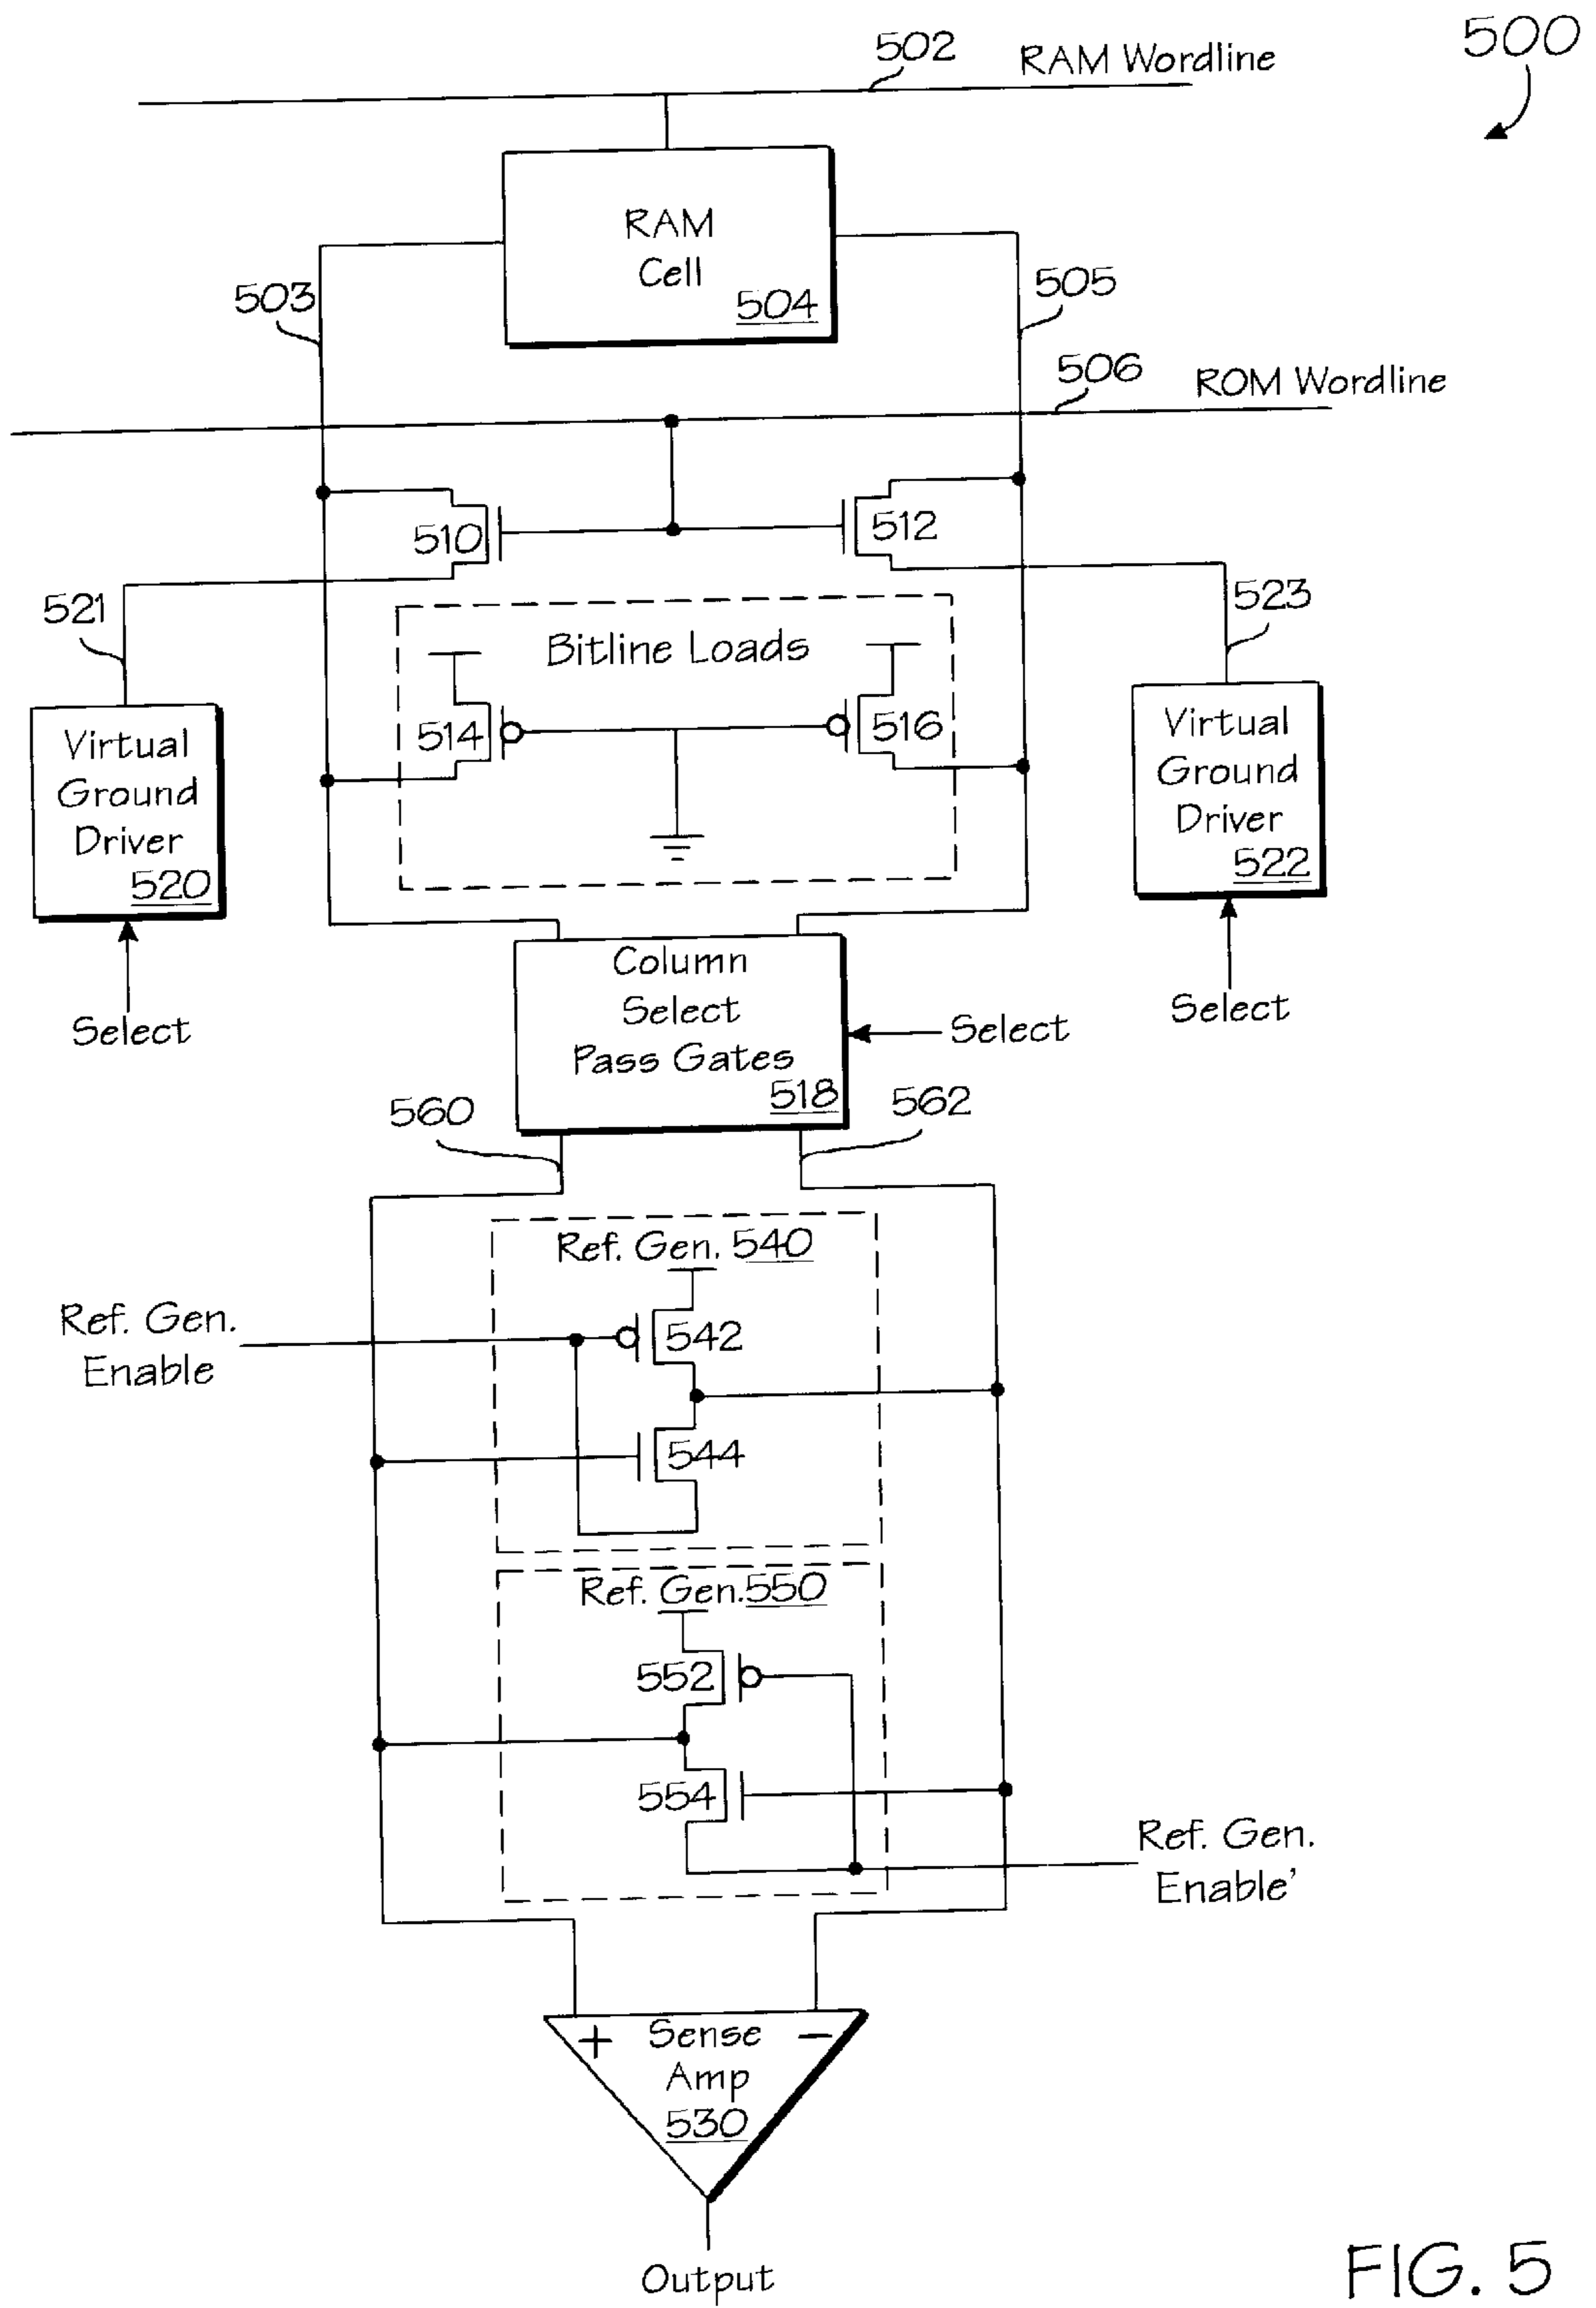 500
502
RAM Wordline
RAM
Cell
504
503
505
506
ROM Wordline
510
512
521
523
Bitline Loads
514
516
Virtual
Ground
Driver
520
Virtual
Ground
Driver
522
Select
Select
Column
Select
Pass Gates
518
Select
560
562
Ref. Gen. 540
Ref. Gen.
Enable
542
544
Ref. Gen. 550
552
554
Ref. Gen.
Enable'
+ Sense −
Amp
530
Output
FIG. 5